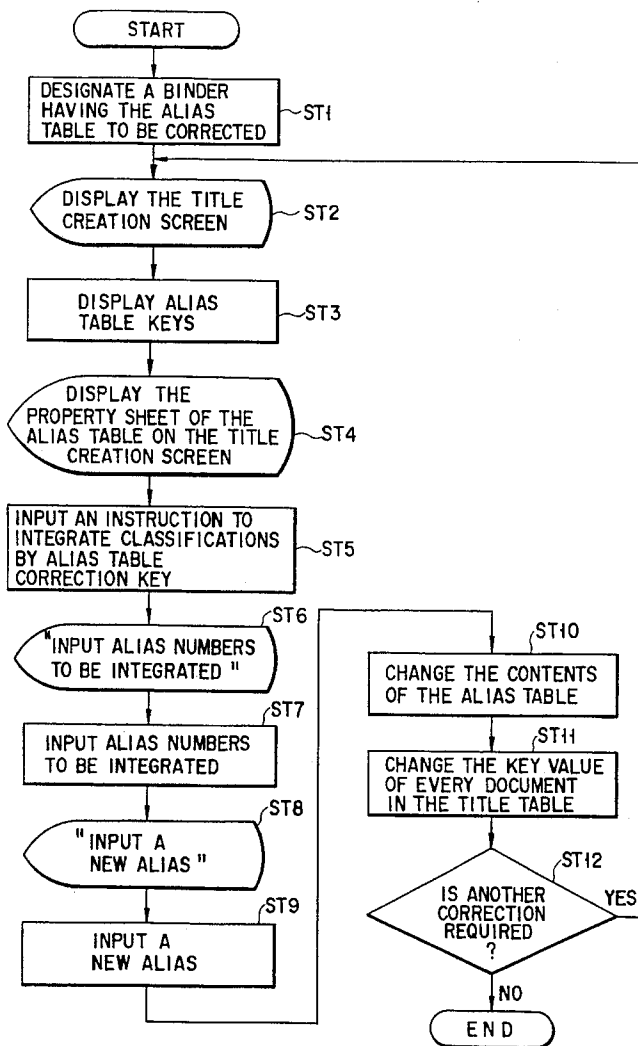 START
DESIGNATE A BINDER
HAVING THE ALIAS
TABLE TO BE CORRECTED
ST1
DISPLAY THE TITLE
CREATION SCREEN
ST2
DISPLAY ALIAS
TABLE KEYS
ST3
DISPLAY THE
PROPERTY SHEET OF THE
ALIAS TABLE ON THE TITLE
CREATION SCREEN
ST4
INPUT AN INSTRUCTION TO
INTEGRATE CLASSIFICATIONS
BY ALIAS TABLE
CORRECTION KEY
ST5
ST6
"INPUT ALIAS NUMBERS
TO BE INTEGRATED"
ST7
INPUT ALIAS NUMBERS
TO BE INTEGRATED
ST8
"INPUT A
NEW ALIAS"
ST9
INPUT A
NEW ALIAS
ST10
CHANGE THE CONTENTS
OF THE ALIAS TABLE
ST11
CHANGE THE KEY VALUE
OF EVERY DOCUMENT
IN THE TITLE TABLE
ST12
IS ANOTHER
CORRECTION
REQUIRED
?
YES
NO
END